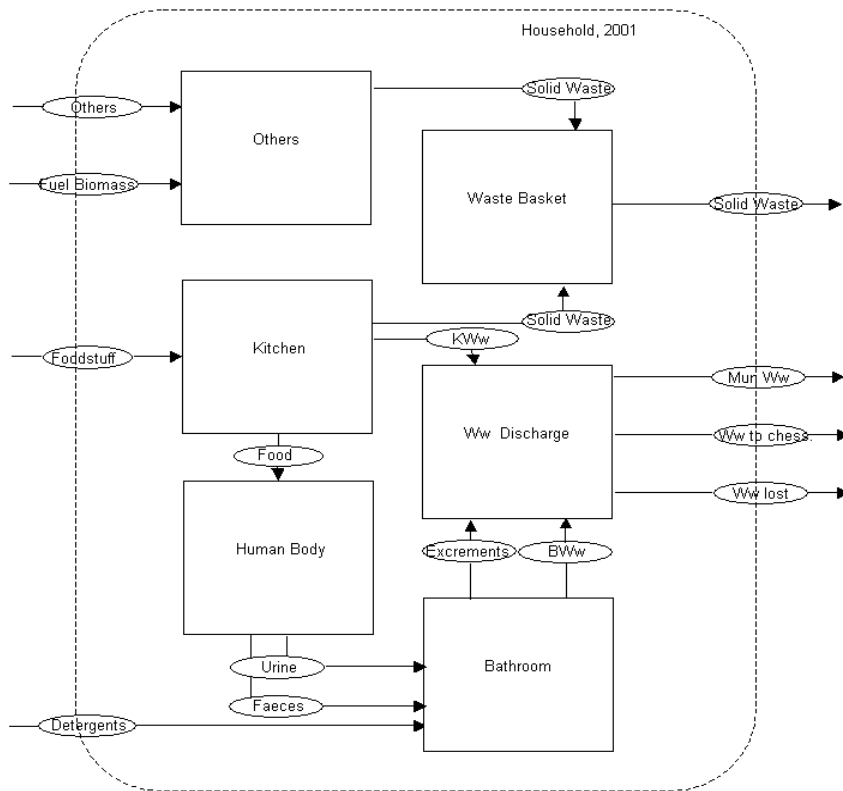 Household, 2001
Solid Waste
Others
Others
Fuel Biomass
Waste Basket
Solid Waste
Solid Waste
KWw
Foddstuff
Kitchen
Mun Ww
Ww Discharge
Ww to chess.
Food
Ww lost
Human Body
Excrements
BWw
Urine
Bathroom
Faeces
Detergents